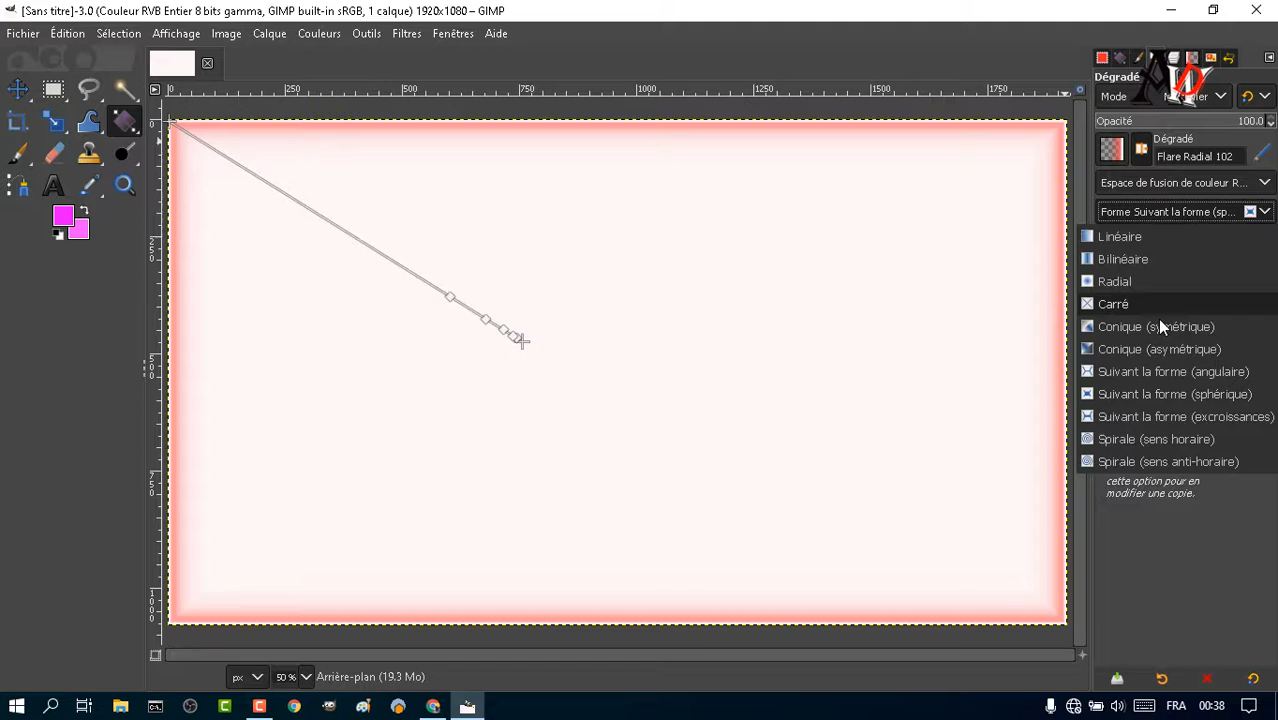 [Sans titre]-3.0 (Couleur RVB Entier 8 bits gamma, GIMP built-in sRGB, 1 calque) 1920x1080 – GIMP
Fichier Édition Sélection Affichage Image Calque Couleurs Outils Filtres Fenêtres Aide
Dégradé
Mode
Opacité 100.0
Dégradé
Flare Radial 102
Espace de fusion de couleur R...
Forme Suivant la forme (sp...
Linéaire
Bilinéaire
Radial
Carré
Conique (symétrique)
Conique (asymétrique)
Suivant la forme (angulaire)
Suivant la forme (sphérique)
Suivant la forme (excroissances)
Spirale (sens horaire)
Spirale (sens anti-horaire)
cette option pour en
modifier une copie.
0 250 500 750 1000 1250 1500 1750
0
250
500
750
1000
px 50 % Arrière-plan (19.3 Mo)
FRA 00:38